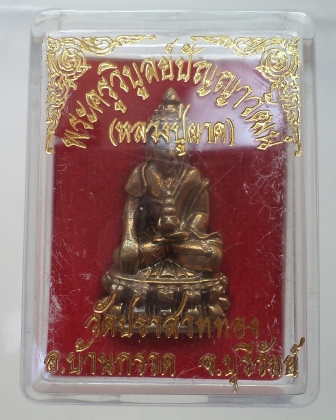 พระครูวิบูลย์ปัญญาวัฒน์
(หลวงปู่ผาด)
วัดปราสาททอง
อ.บ้านกรวด จ.บุรีรัมย์